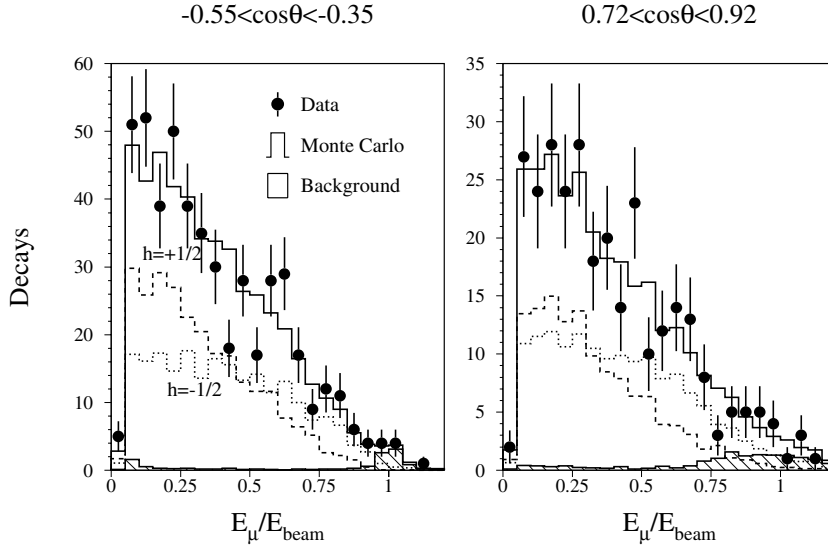 -0.55<cosθ<-0.35
0.72<cosθ<0.92
Decays
60
50
40
30
20
10
0
Data
Monte Carlo
Background
h=+1/2
h=-1/2
0 0.25 0.5 0.75 1
E_μ/E_beam
35
30
25
20
15
10
5
0
0 0.25 0.5 0.75 1
E_μ/E_beam